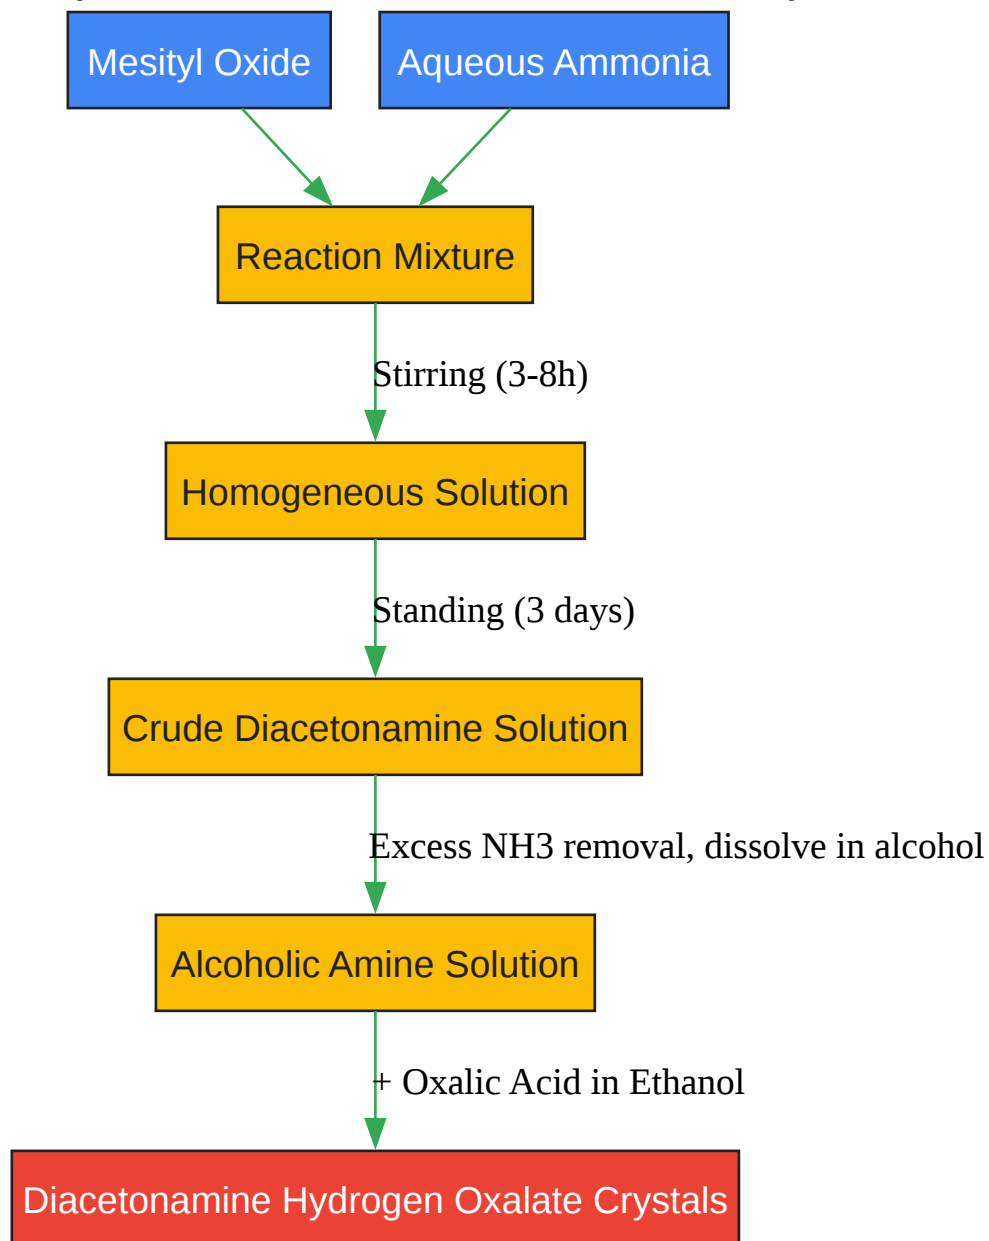 Mesityl Oxide
Aqueous Ammonia
Reaction Mixture
Stirring (3-8h)
Homogeneous Solution
Standing (3 days)
Crude Diacetonamine Solution
Excess NH3 removal, dissolve in alcohol
Alcoholic Amine Solution
+ Oxalic Acid in Ethanol
Diacetonamine Hydrogen Oxalate Crystals